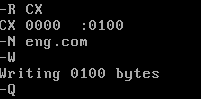 -R CX
CX 0000  :0100
-N eng.com
-W
Writing 0100 bytes
-Q